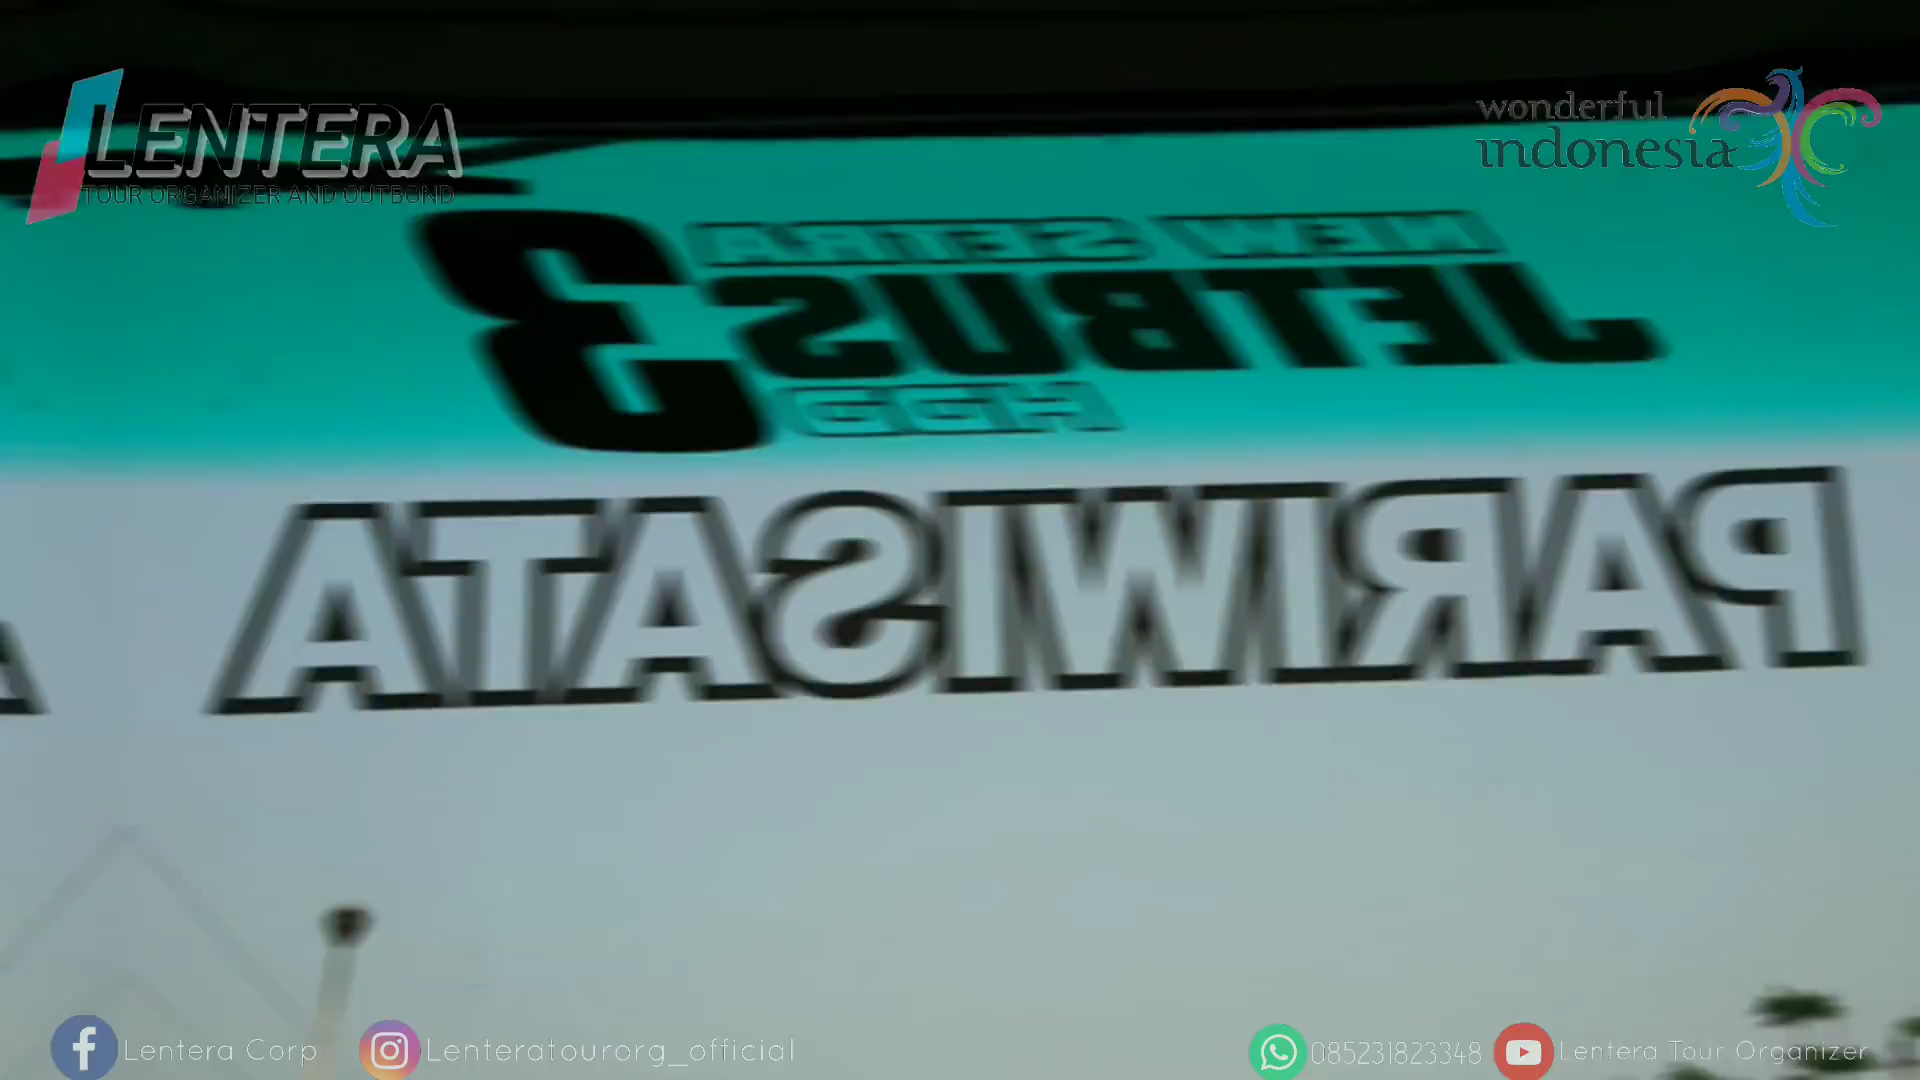 LENTERA
TOUR ORGANIZER AND OUTBOND
wonderful
indonesia
NEW SETRA
JETBUS 3
HDD
PARIWISATA
Lentera Corp
Lenteratourorg_official
085231823348
Lentera Tour Organizer